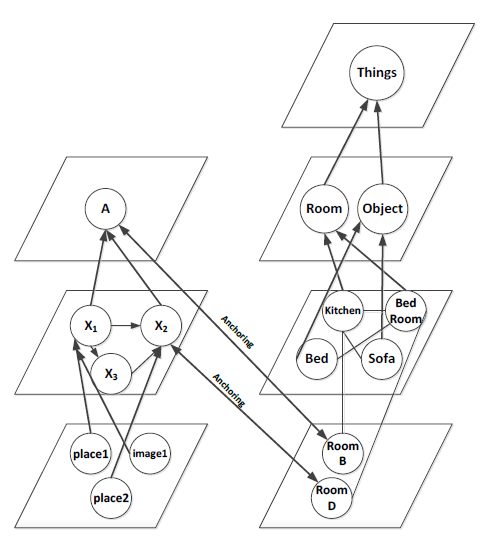 Things
A
Room
Object
X1
X2
X3
Kitchen
Bed
Room
Bed
Sofa
Anchoring
Anchoring
place1
image1
place2
Room
B
Room
D